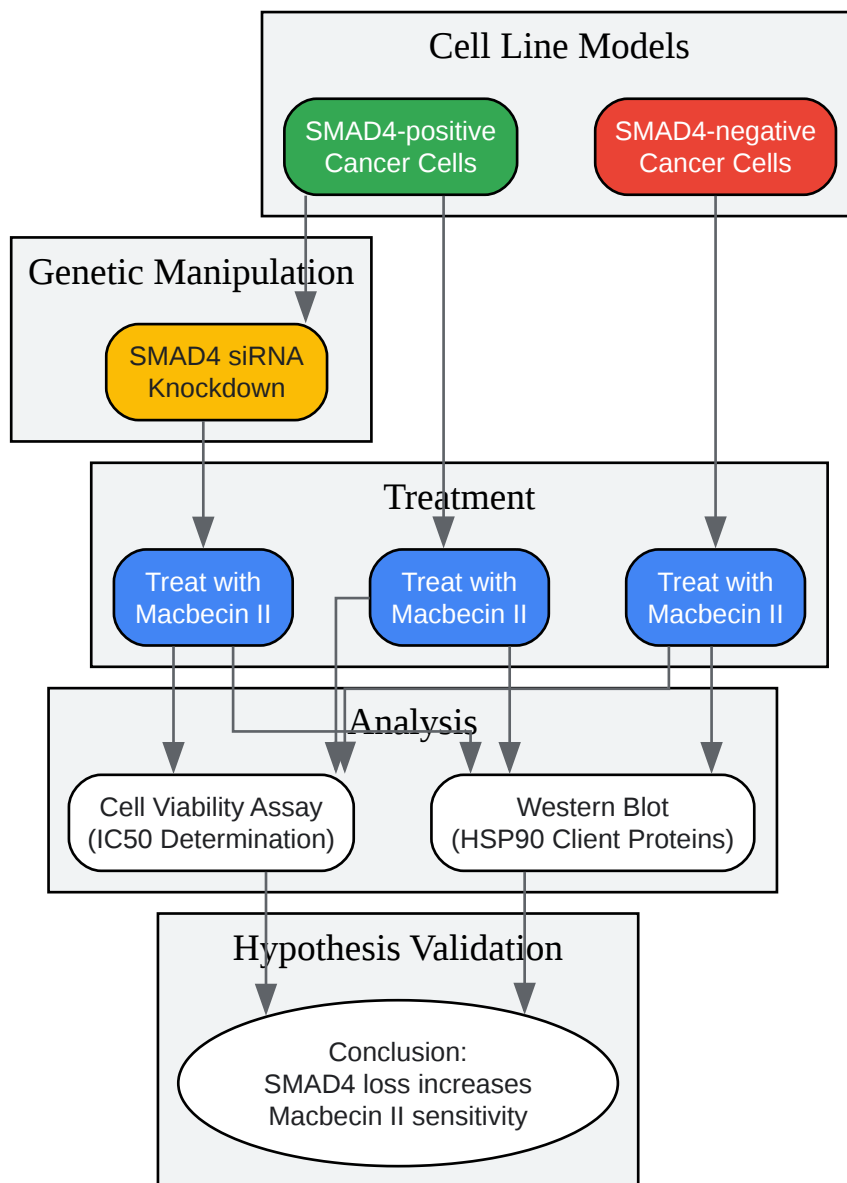 Cell Line Models
SMAD4-positive
Cancer Cells
SMAD4-negative
Cancer Cells
Genetic Manipulation
SMAD4 siRNA
Knockdown
Treatment
Treat with
Macbecin II
Treat with
Macbecin II
Treat with
Macbecin II
Analysis
Cell Viability Assay
(IC50 Determination)
Western Blot
(HSP90 Client Proteins)
Hypothesis Validation
Conclusion:
SMAD4 loss increases
Macbecin II sensitivity